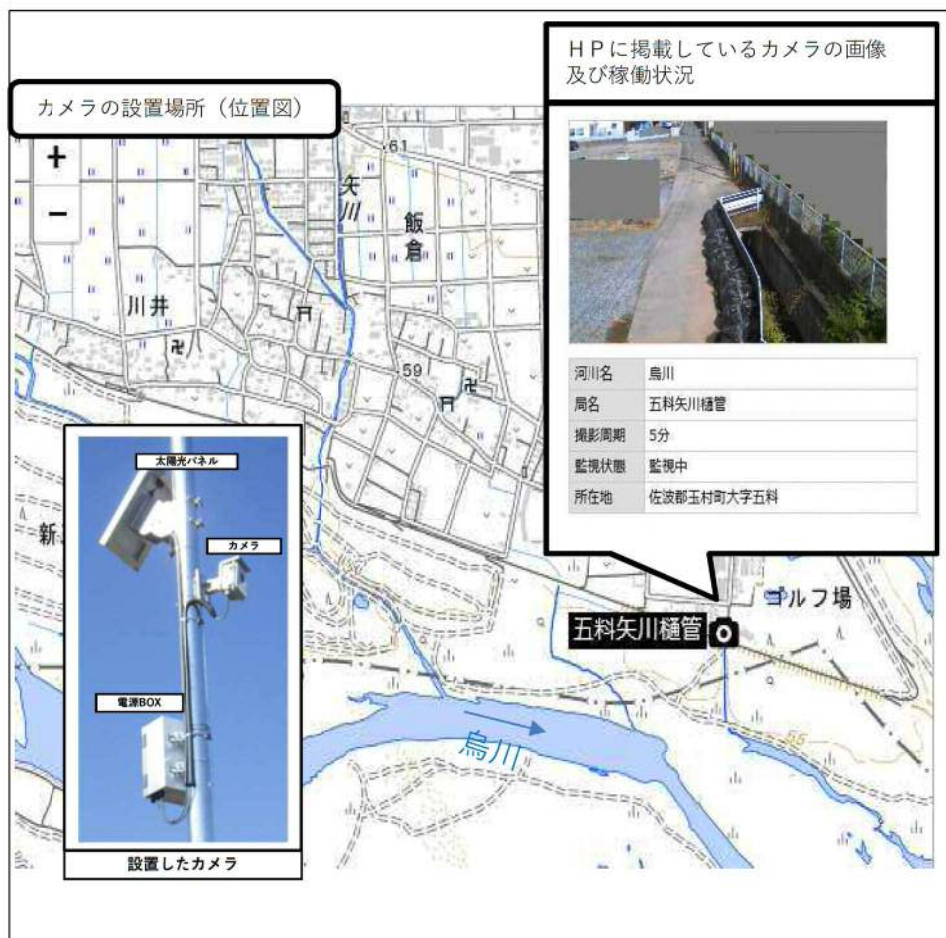 カメラの設置場所（位置図）
HPに掲載しているカメラの画像
及び稼働状況
+
-
61
矢川
飯倉
川井
59
河川名 烏川
局名 五料矢川樋管
撮影周期 5分
監視状態 監視中
所在地 佐波郡玉村町大字五料
太陽光パネル
カメラ
電源BOX
設置したカメラ
新
ゴルフ場
五料矢川樋管
烏川
55